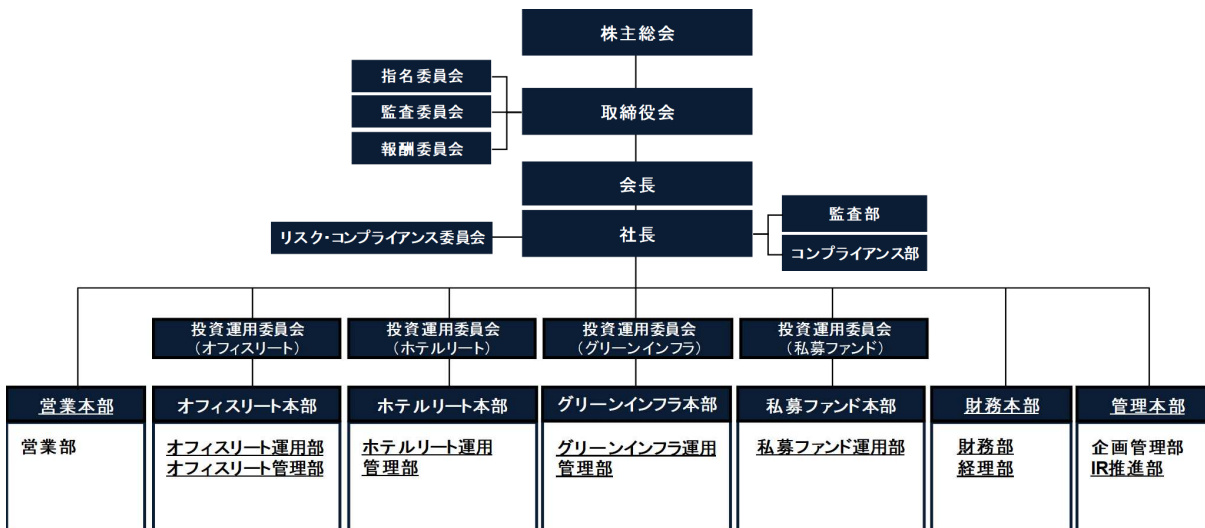 株主総会
指名委員会
監査委員会
報酬委員会
取締役会
会長
社長
リスク・コンプライアンス委員会
監査部
コンプライアンス部
投資運用委員会
(オフィスリート)
投資運用委員会
(ホテルリート)
投資運用委員会
(グリーンインフラ)
投資運用委員会
(私募ファンド)
営業本部
営業部
オフィスリート本部
オフィスリート運用部
オフィスリート管理部
ホテルリート本部
ホテルリート運用
管理部
グリーンインフラ本部
グリーンインフラ運用
管理部
私募ファンド本部
私募ファンド運用部
財務本部
財務部
経理部
管理本部
企画管理部
IR推進部